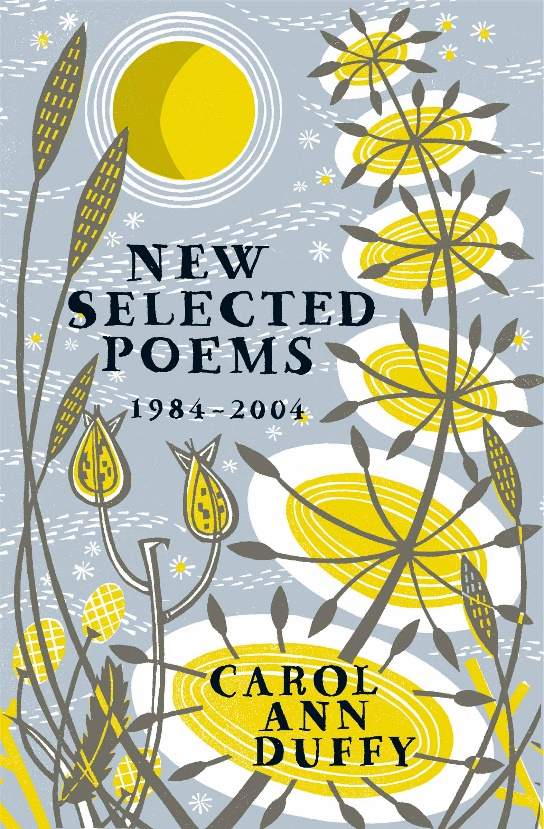 NEW
SELECTED
POEMS
1984-2004
CAROL
ANN
DUFFY